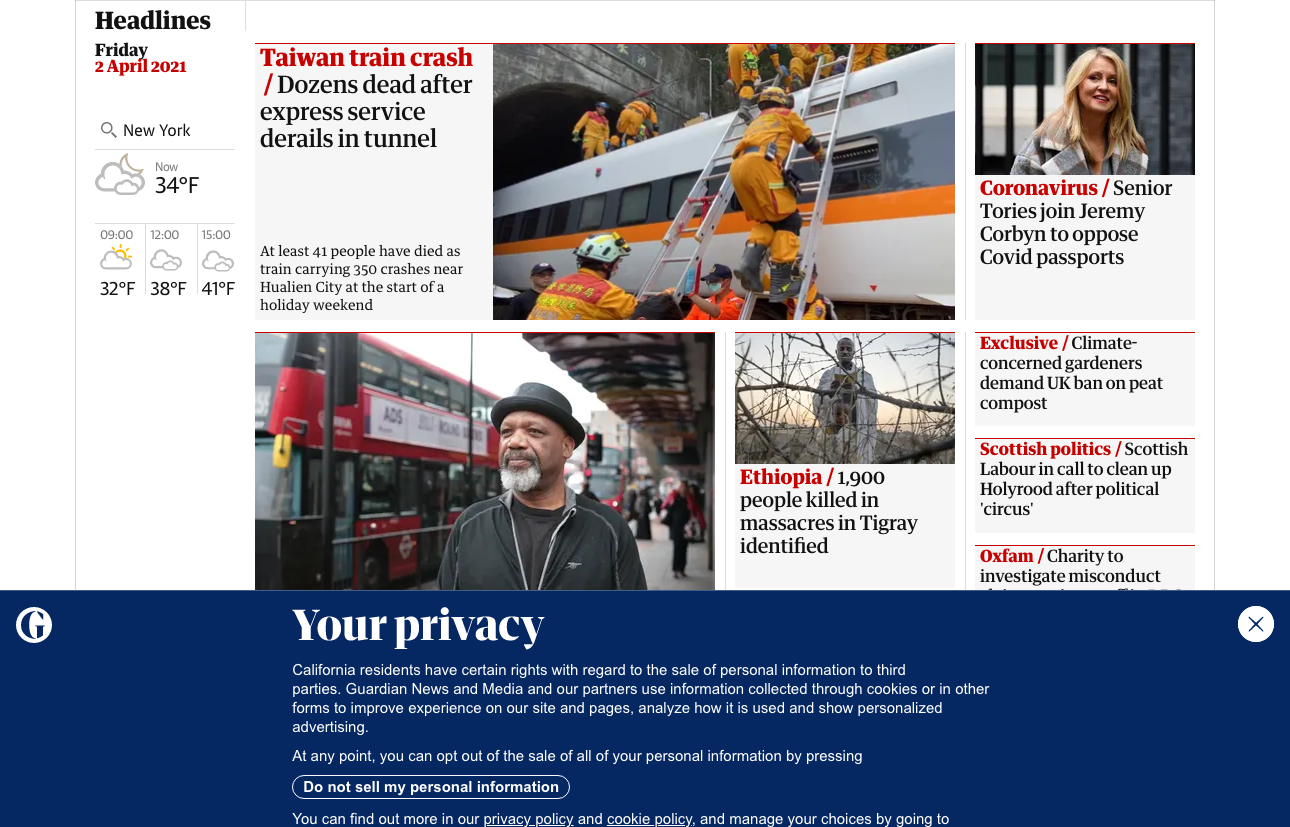 Headlines
Friday
2 April 2021
New York
Now
34°F
09:00
12:00
15:00
32°F
38°F
41°F
Taiwan train crash
/ Dozens dead after
express service
derails in tunnel
At least 41 people have died as
train carrying 350 crashes near
Hualien City at the start of a
holiday weekend
Coronavirus / Senior
Tories join Jeremy
Corbyn to oppose
Covid passports
ADS
Ethiopia / 1,900
people killed in
massacres in Tigray
identified
Exclusive / Climate-
concerned gardeners
demand UK ban on peat
compost
Scottish politics / Scottish
Labour in call to clean up
Holyrood after political
'circus'
Oxfam / Charity to
investigate misconduct
G
Your privacy
California residents have certain rights with regard to the sale of personal information to third
parties. Guardian News and Media and our partners use information collected through cookies or in other
forms to improve experience on our site and pages, analyze how it is used and show personalized
advertising.
At any point, you can opt out of the sale of all of your personal information by pressing
Do not sell my personal information
You can find out more in our privacy policy and cookie policy, and manage your choices by going to